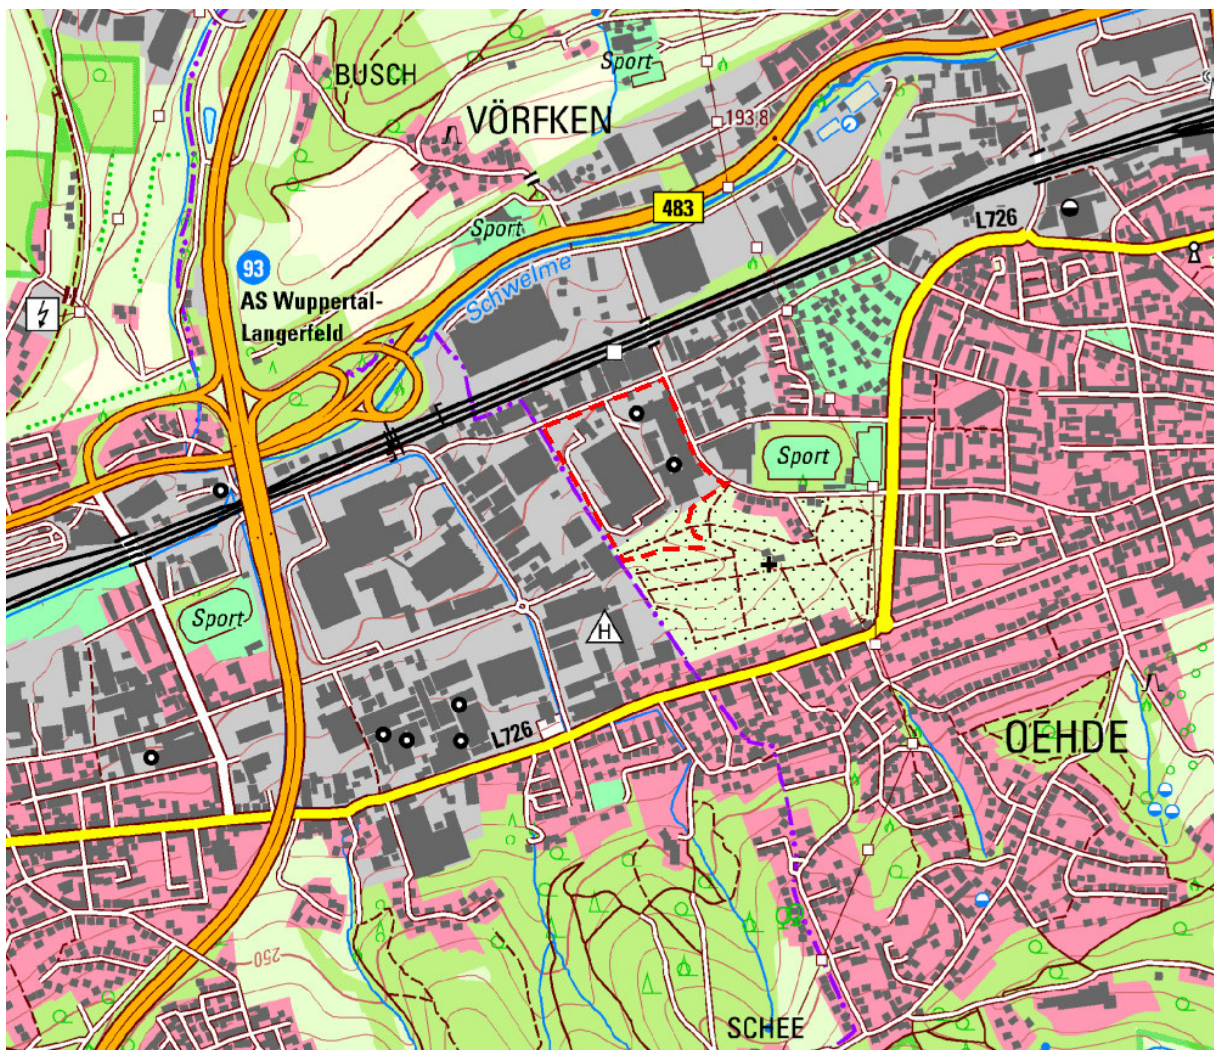 BUSCH
Sport
VÖRFKEN
193,8
483
L726
Sport
93
AS Wuppertal-
Langerfeld
Schwelme
Sport
Sport
H
L726
OEHDE
250
SCHEE